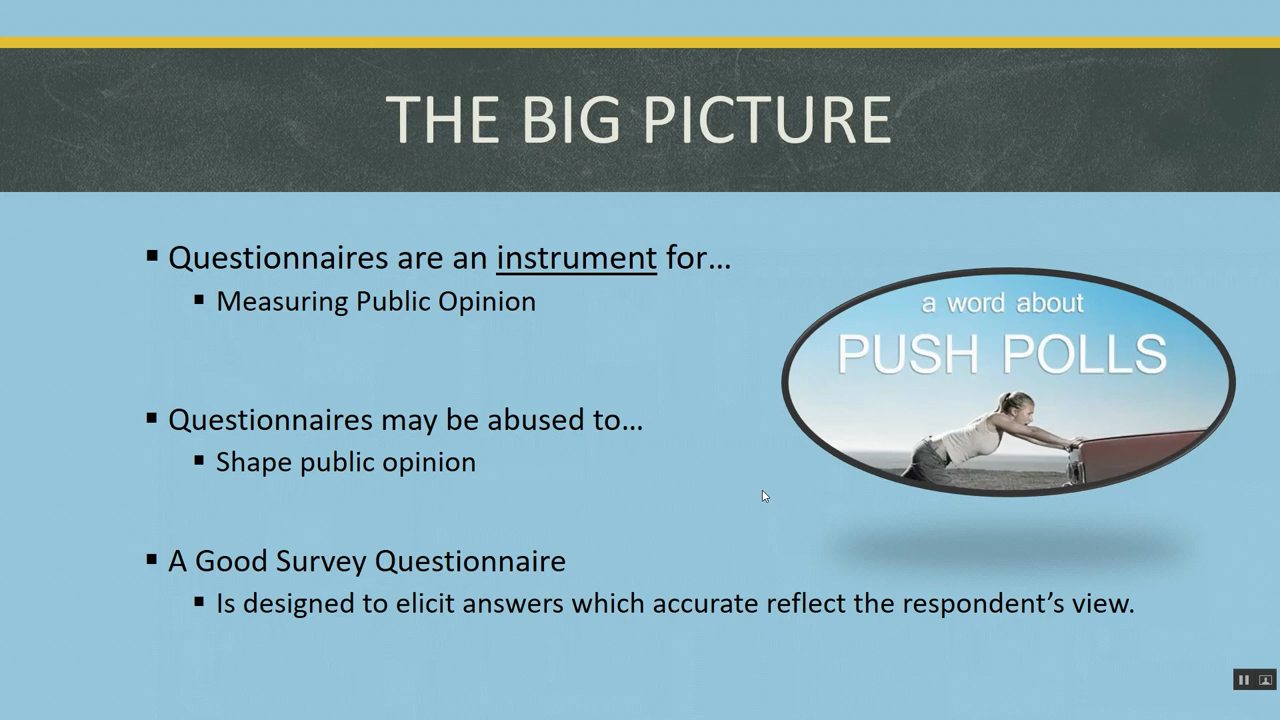 THE BIG PICTURE
Questionnaires are an instrument for…
Measuring Public Opinion
a word about
PUSH POLLS
Questionnaires may be abused to…
Shape public opinion
A Good Survey Questionnaire
Is designed to elicit answers which accurate reflect the respondent’s view.